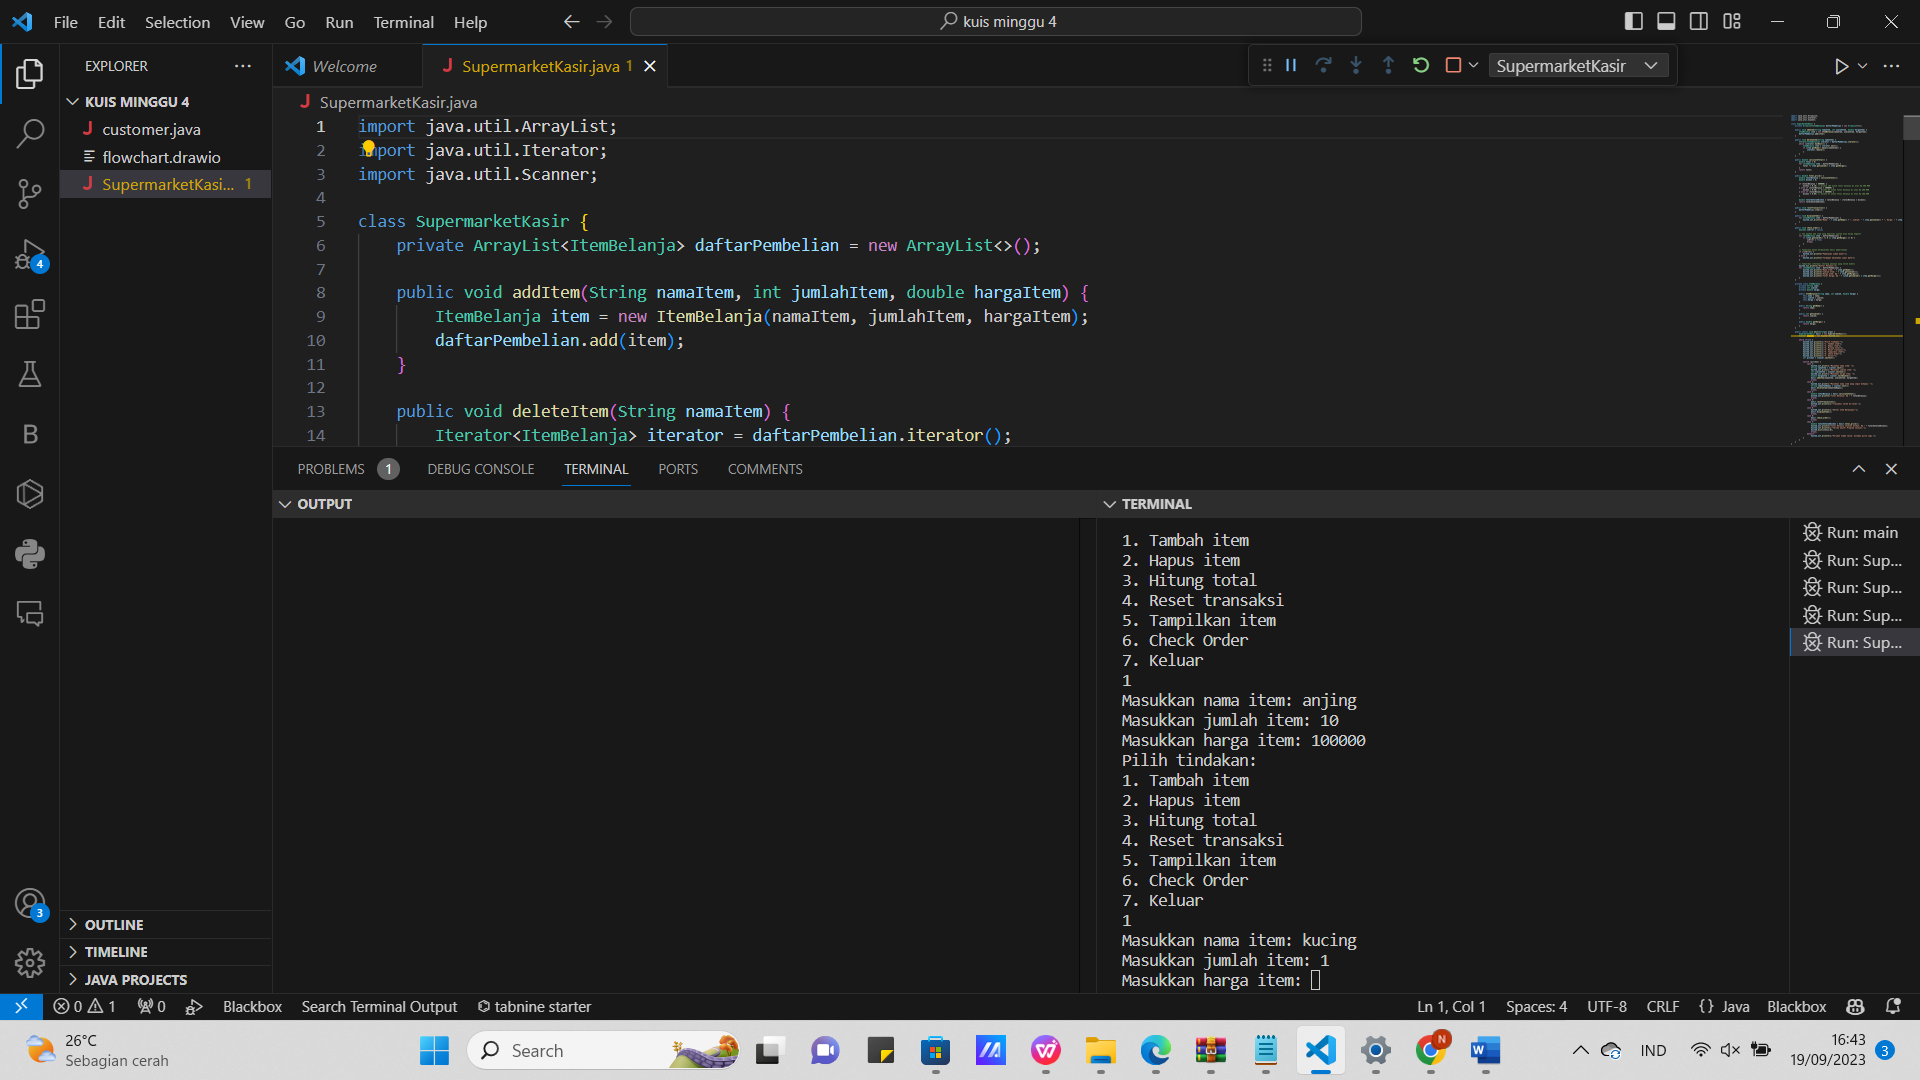 File Edit Selection View Go Run Terminal Help
kuis minggu 4
EXPLORER
KUIS MINGGU 4
customer.java
flowchart.drawio
SupermarketKasi... 1
OUTLINE
TIMELINE
JAVA PROJECTS
4
3
Welcome
SupermarketKasir.java 1
SupermarketKasir
SupermarketKasir.java
1 import java.util.ArrayList;
2 import java.util.Iterator;
3 import java.util.Scanner;
4
5 class SupermarketKasir {
6 private ArrayList<ItemBelanja> daftarPembelian = new ArrayList<>();
7
8 public void addItem(String namaItem, int jumlahItem, double hargaItem) {
9 ItemBelanja item = new ItemBelanja(namaItem, jumlahItem, hargaItem);
10 daftarPembelian.add(item);
11 }
12
13 public void deleteItem(String namaItem) {
14 Iterator<ItemBelanja> iterator = daftarPembelian.iterator();
PROBLEMS 1 DEBUG CONSOLE TERMINAL PORTS COMMENTS
OUTPUT
TERMINAL
1. Tambah item
2. Hapus item
3. Hitung total
4. Reset transaksi
5. Tampilkan item
6. Check Order
7. Keluar
1
Masukkan nama item: anjing
Masukkan jumlah item: 10
Masukkan harga item: 100000
Pilih tindakan:
1. Tambah item
2. Hapus item
3. Hitung total
4. Reset transaksi
5. Tampilkan item
6. Check Order
7. Keluar
1
Masukkan nama item: kucing
Masukkan jumlah item: 1
Masukkan harga item:
Run: main
Run: Sup...
Run: Sup...
Run: Sup...
Run: Sup...
0 1 0 Blackbox Search Terminal Output tabnine starter
Ln 1, Col 1 Spaces: 4 UTF-8 CRLF {} Java Blackbox
26°C
Sebagian cerah
Search
N
IND
16:43
19/09/2023
3